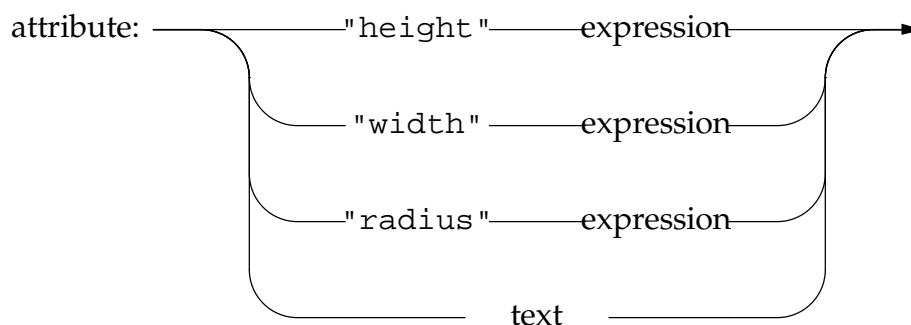 attribute: "height" expression
"width" expression
"radius" expression
text